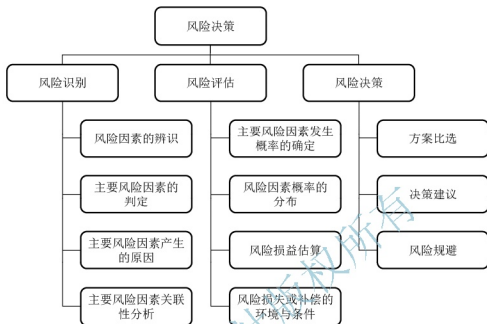 风险决策
风险识别
风险评估
风险决策
风险因素的辨识
主要风险因素的
判定
主要风险因素产生
的原因
主要风险因素关联
性分析
主要风险因素发生
概率的确定
风险因素概率的
分布
风险损益估算
风险损失或补偿的
环境与条件
方案比选
决策建议
风险规避
版权所有